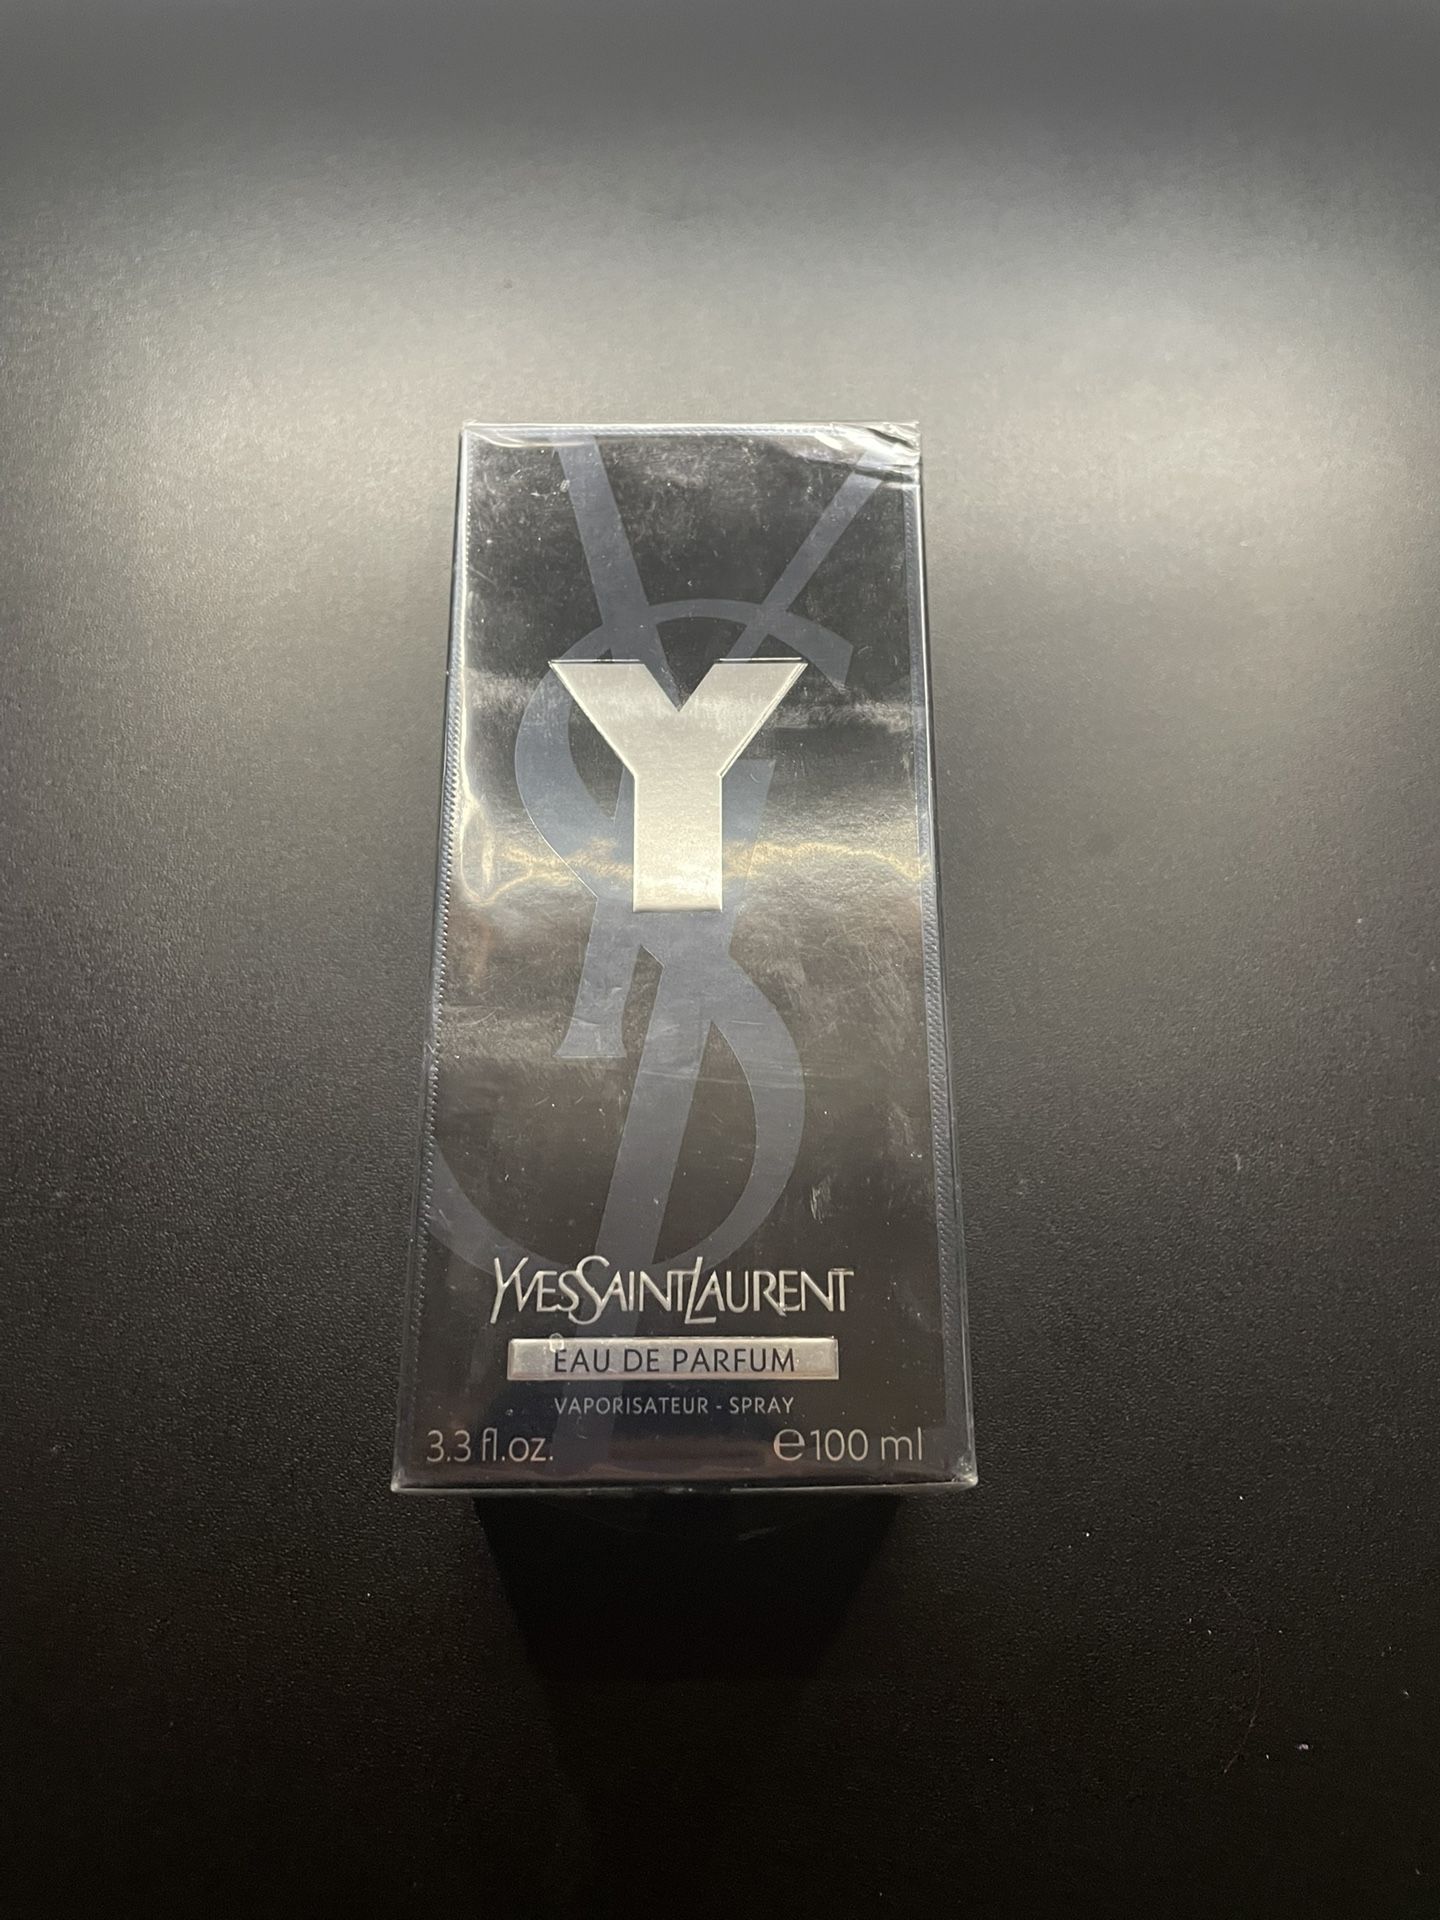 Y
YVESSAINTLAURENT
EAU DE PARFUM
VAPORISATEUR - SPRAY
3.3 fl.oz. ℮100 ml